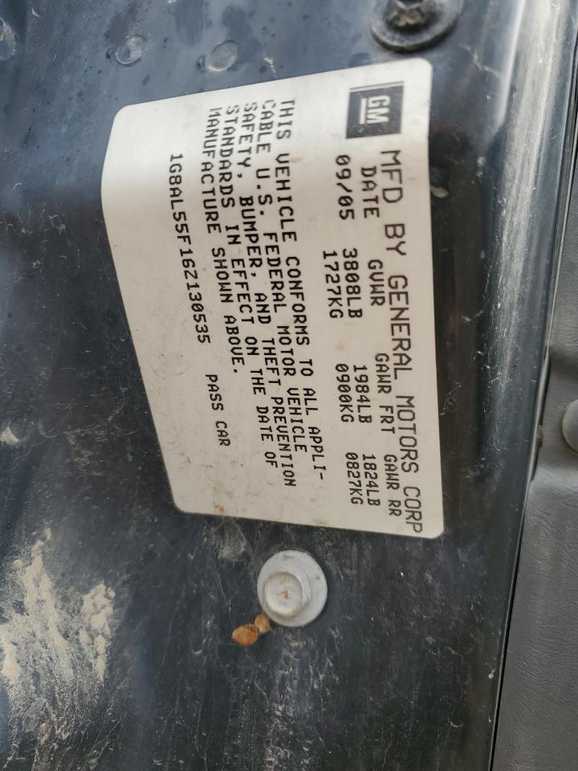 GM
MFD BY GENERAL MOTORS CORP
DATE GVWR GAWR FRT GAWR RR
09/05 3808LB 1984LB 1824LB
1727KG 0900KG 0827KG
THIS VEHICLE CONFORMS TO ALL APPLI-
CABLE U.S. FEDERAL MOTOR VEHICLE
SAFETY, BUMPER, AND THEFT PREVENTION
STANDARDS IN EFFECT ON THE DATE OF
MANUFACTURE SHOWN ABOVE.
1G8AL55F16Z130535 PASS CAR